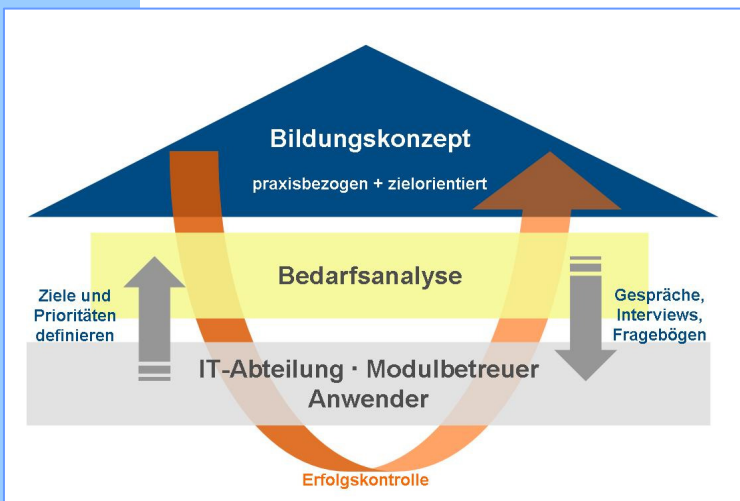 Bildungskonzept
praxisbezogen + zielorientiert
Bedarfsanalyse
Ziele und
Prioritäten
definieren
Gespräche,
Interviews,
Fragebögen
IT-Abteilung · Modulbetreuer
Anwender
Erfolgskontrolle